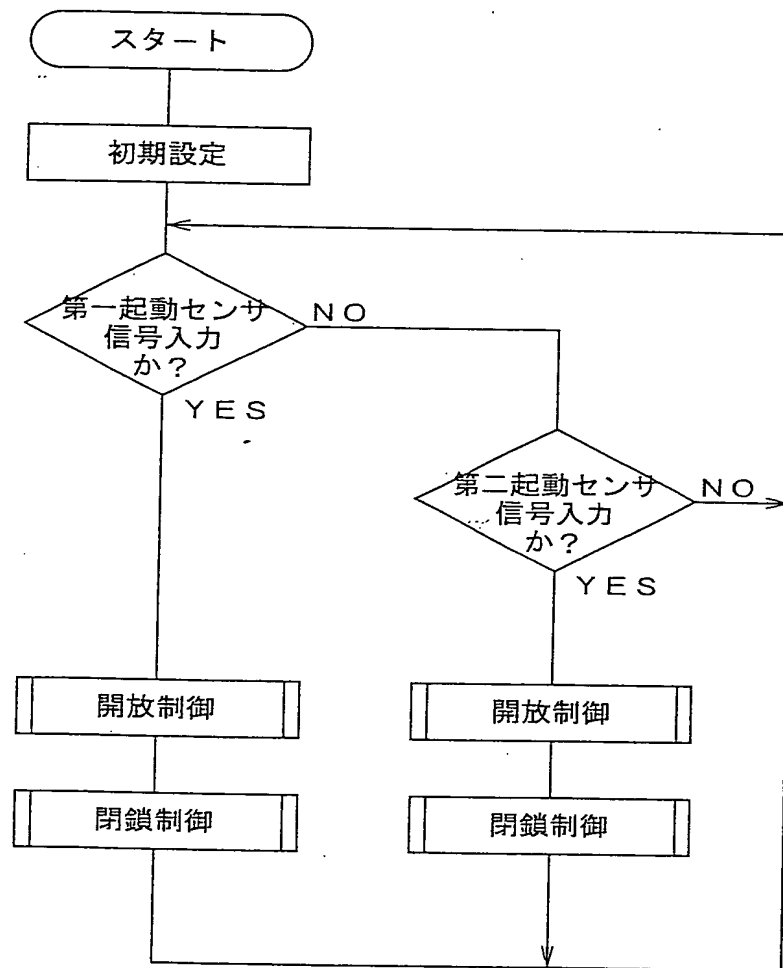 スタート
初期設定
第一起動センサ
信号入力
か？
NO
YES
第二起動センサ
信号入力
か？
NO
YES
開放制御
開放制御
閉鎖制御
閉鎖制御